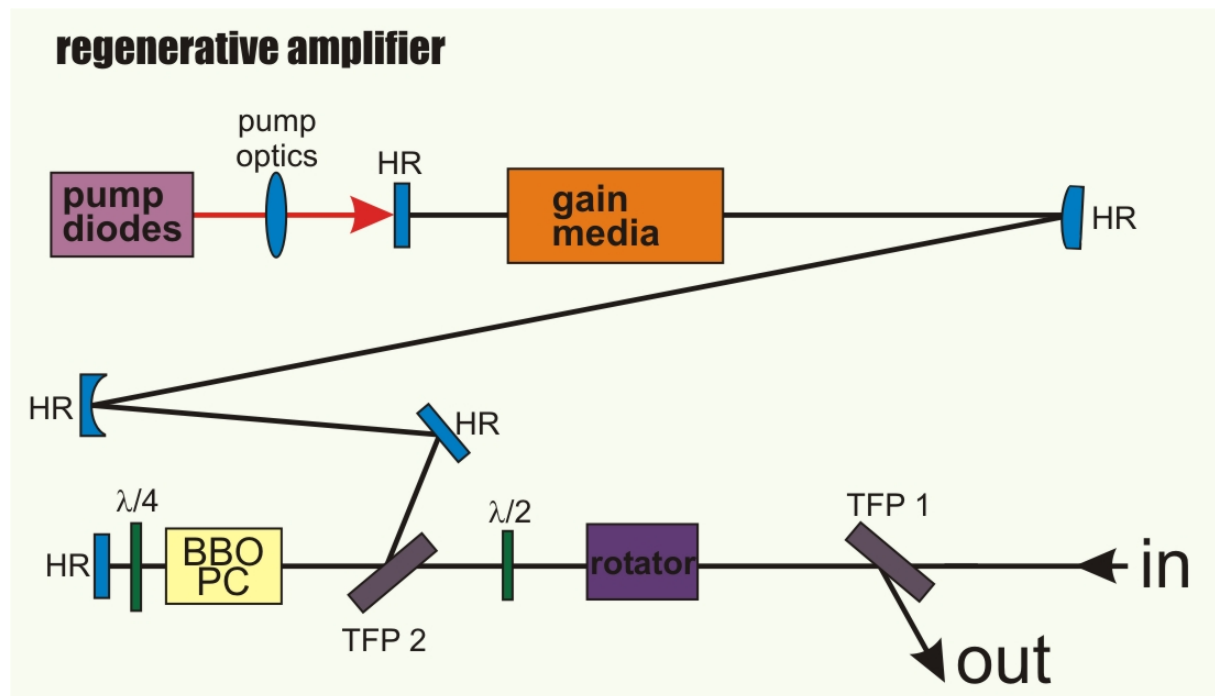 regenerative amplifier
pump
optics
HR
pump
diodes
gain
media
HR
HR
HR
λ/4
λ/2
TFP 1
HR
BBO
PC
rotator
in
TFP 2
out